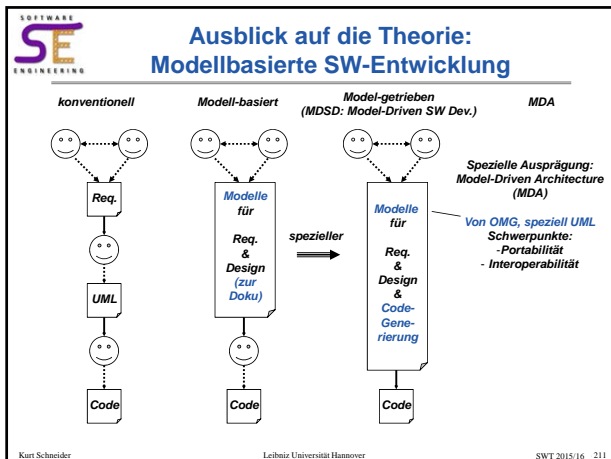 SOFTWARE
SE
ENGINEERING
Ausblick auf die Theorie:
Modellbasierte SW-Entwicklung
konventionell
Modell-basiert
Model-getrieben
(MDSD: Model-Driven SW Dev.)
MDA
Req.
UML
Code
Modelle
für
Req.
&
Design
(zur
Doku)
Code
spezieller
Modelle
für
Req.
&
Design
&
Code-
Gene-
rierung
Code
Spezielle Ausprägung:
Model-Driven Architecture
(MDA)
Von OMG, speziell UML
Schwerpunkte:
-Portabilität
- Interoperabilität
Kurt Schneider
Leibniz Universität Hannover
SWT 2015/16 211